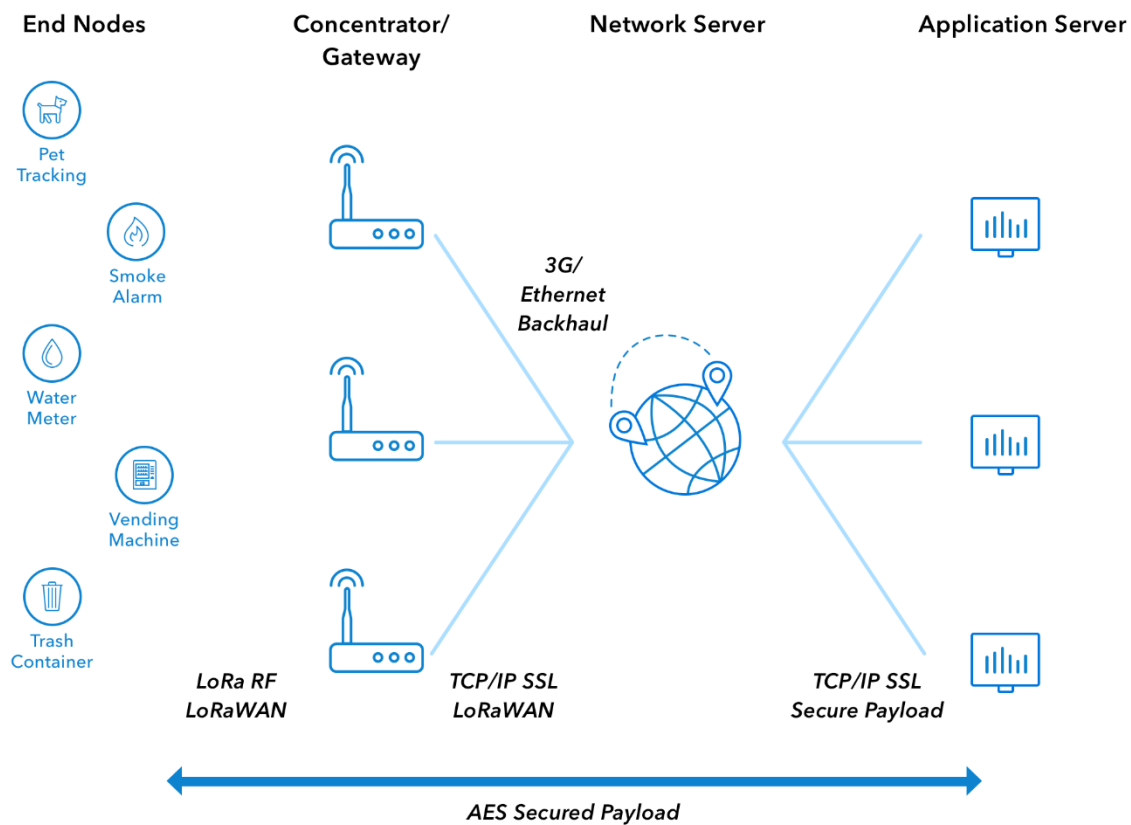 End Nodes
Concentrator/
Gateway
Network Server
Application Server
Pet
Tracking
Smoke
Alarm
Water
Meter
Vending
Machine
Trash
Container
3G/
Ethernet
Backhaul
LoRa RF
LoRaWAN
TCP/IP SSL
LoRaWAN
TCP/IP SSL
Secure Payload
AES Secured Payload